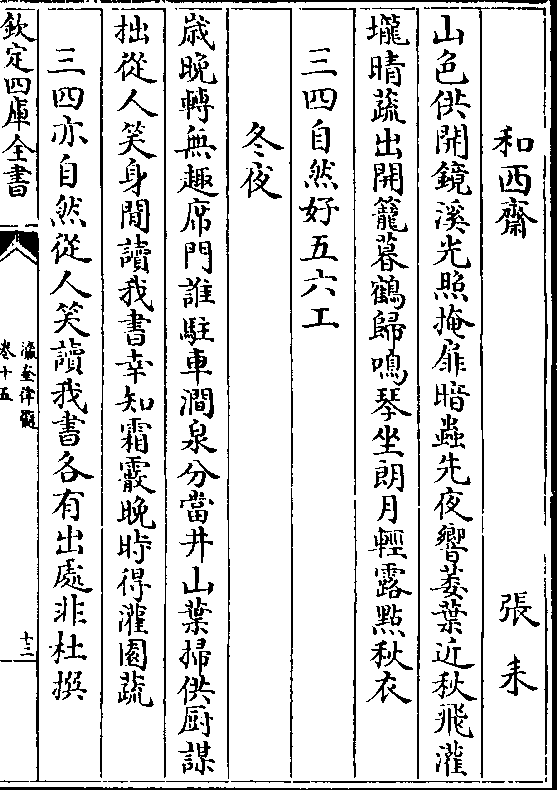 和西齋　張耒
山色供開鏡溪光照掩扉暗蟲先夜響萎葉近秋飛灌
壠晴蔬出開籠暮鶴歸鳴琴坐朗月輕露點秋衣
三四自然好五六工
冬夜
歲晚轉無趣席門誰駐車澗泉分當井山葉掃供厨謀
拙從人笑身閒讀我書幸知霜霰晚時得灌園蔬
三四亦自然從人笑讀我書各有出處非杜撰
欽定四庫全書
瀛奎律髓
卷十五
十三